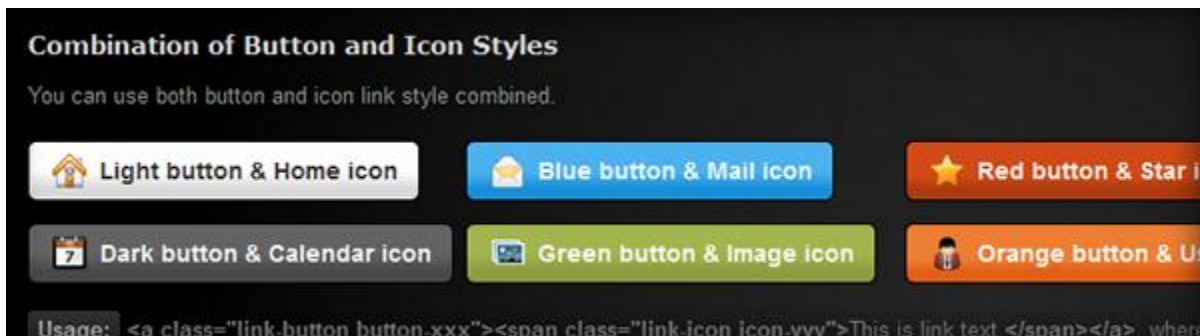 Combination of Button and Icon Styles
You can use both button and icon link style combined.
Light button & Home icon
Blue button & Mail icon
Red button & Star
Dark button & Calendar icon
7
Green button & Image icon
Orange button &
Usage: <a class="link-button button-xxx"><span class="link-icon icon-yyy">This is link text </span></a>